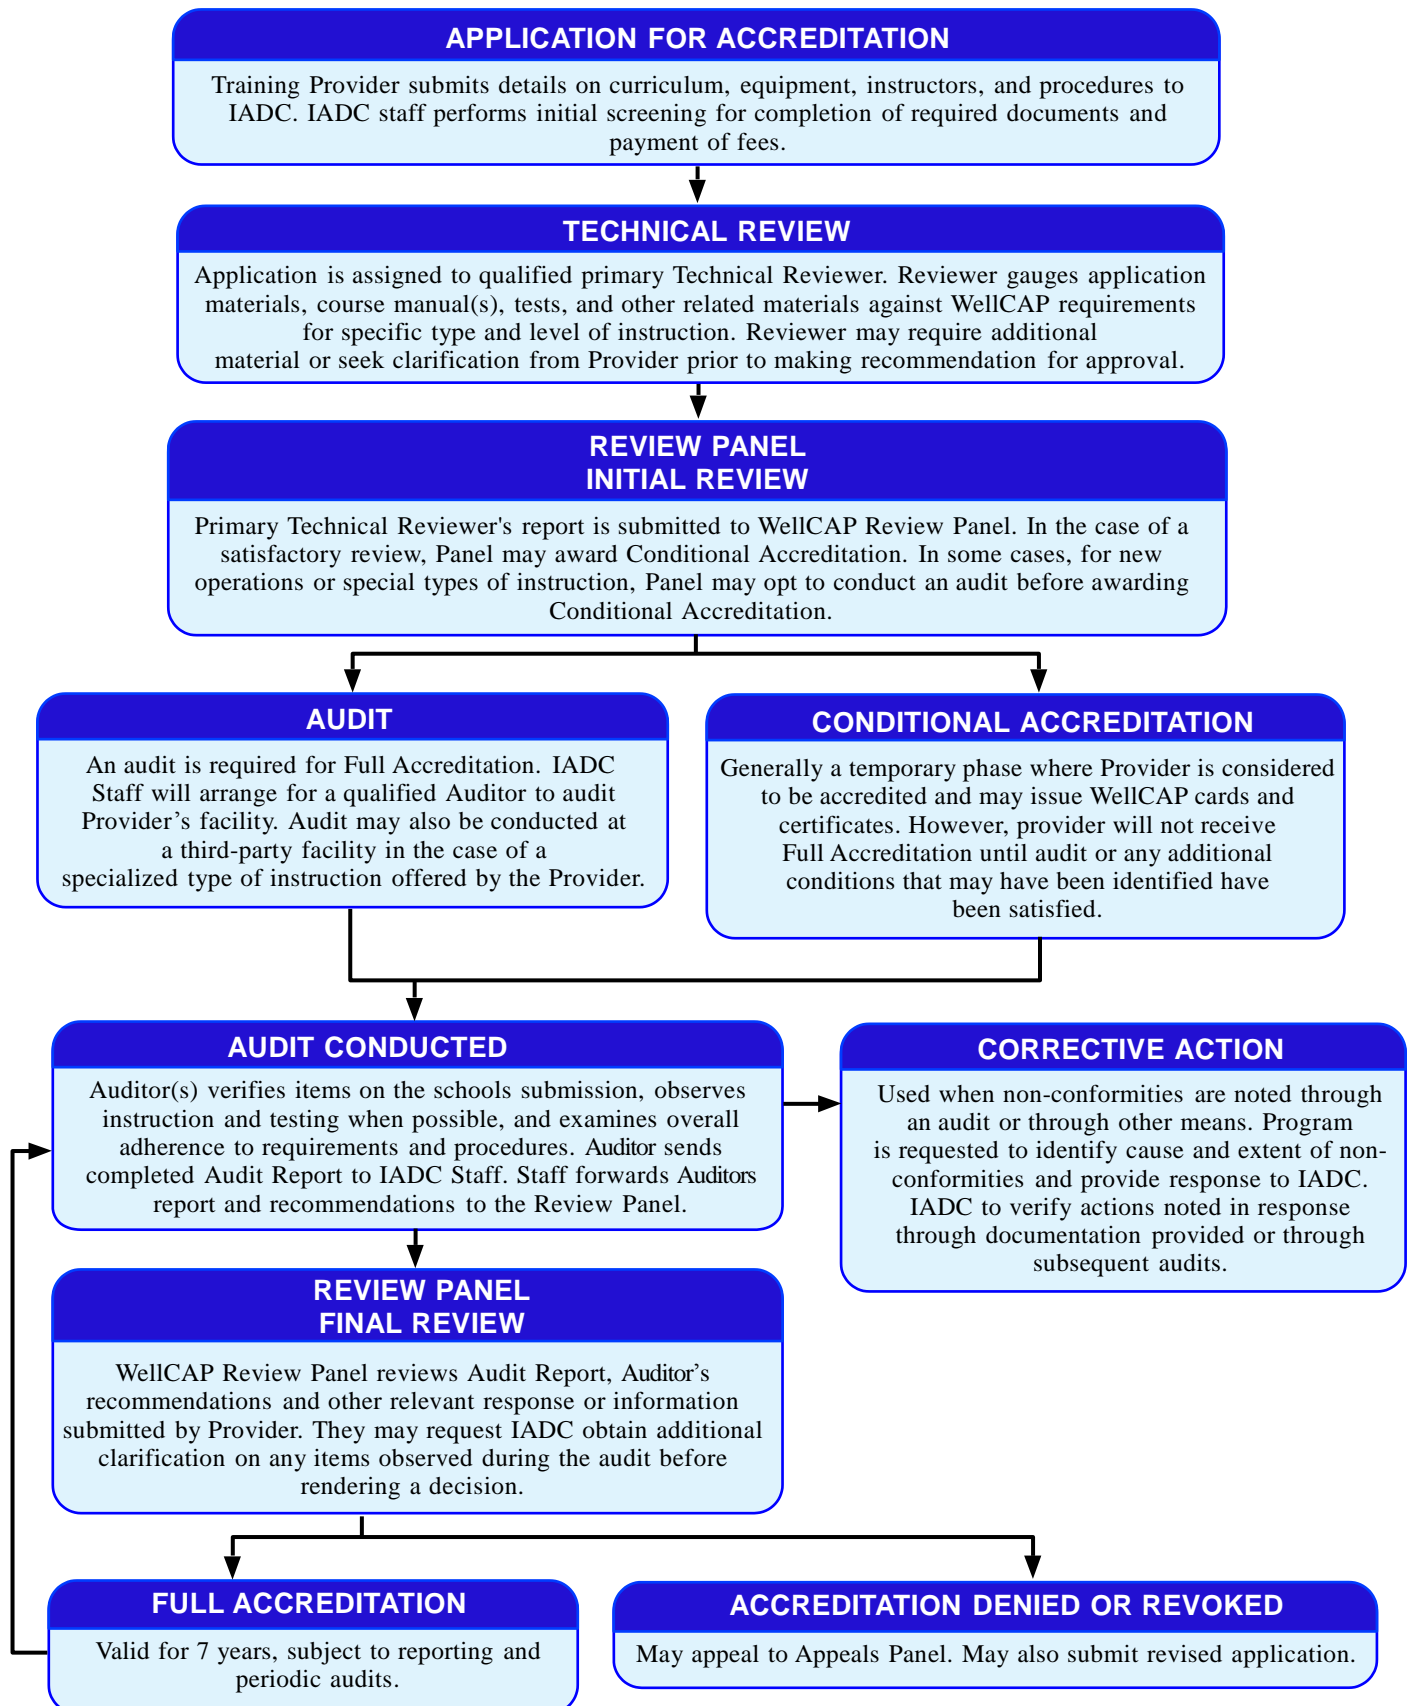 APPLICATION FOR ACCREDITATION
Training Provider submits details on curriculum, equipment, instructors, and procedures to
IADC. IADC staff performs initial screening for completion of required documents and
payment of fees.
TECHNICAL REVIEW
Application is assigned to qualified primary Technical Reviewer. Reviewer gauges application
materials, course manual(s), tests, and other related materials against WellCAP requirements
for specific type and level of instruction. Reviewer may require additional
material or seek clarification from Provider prior to making recommendation for approval.
REVIEW PANEL
INITIAL REVIEW
Primary Technical Reviewer's report is submitted to WellCAP Review Panel. In the case of a
satisfactory review, Panel may award Conditional Accreditation. In some cases, for new
operations or special types of instruction, Panel may opt to conduct an audit before awarding
Conditional Accreditation.
AUDIT
An audit is required for Full Accreditation. IADC
Staff will arrange for a qualified Auditor to audit
Provider’s facility. Audit may also be conducted at
a third-party facility in the case of a
specialized type of instruction offered by the Provider.
CONDITIONAL ACCREDITATION
Generally a temporary phase where Provider is considered
to be accredited and may issue WellCAP cards and
certificates. However, provider will not receive
Full Accreditation until audit or any additional
conditions that may have been identified have
been satisfied.
AUDIT CONDUCTED
Auditor(s) verifies items on the schools submission, observes
instruction and testing when possible, and examines overall
adherence to requirements and procedures. Auditor sends
completed Audit Report to IADC Staff. Staff forwards Auditors
report and recommendations to the Review Panel.
CORRECTIVE ACTION
Used when non-conformities are noted through
an audit or through other means. Program
is requested to identify cause and extent of non-
conformities and provide response to IADC.
IADC to verify actions noted in response
through documentation provided or through
subsequent audits.
REVIEW PANEL
FINAL REVIEW
WellCAP Review Panel reviews Audit Report, Auditor’s
recommendations and other relevant response or information
submitted by Provider. They may request IADC obtain additional
clarification on any items observed during the audit before
rendering a decision.
FULL ACCREDITATION
Valid for 7 years, subject to reporting and
periodic audits.
ACCREDITATION DENIED OR REVOKED
May appeal to Appeals Panel. May also submit revised application.